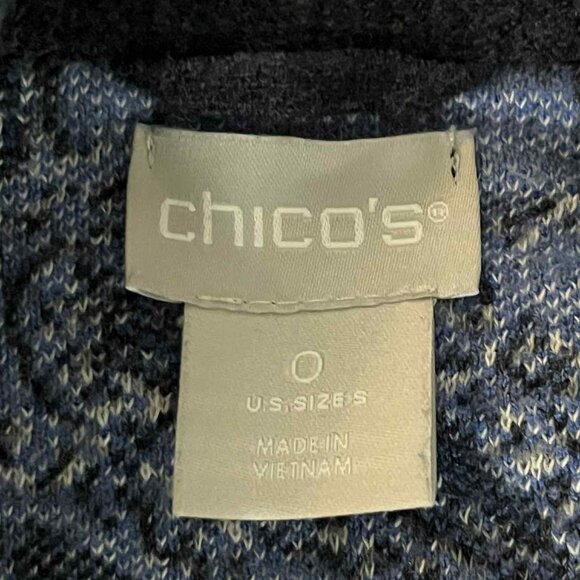 chico's®
0
U.S. SIZE S
MADE IN
VIETNAM